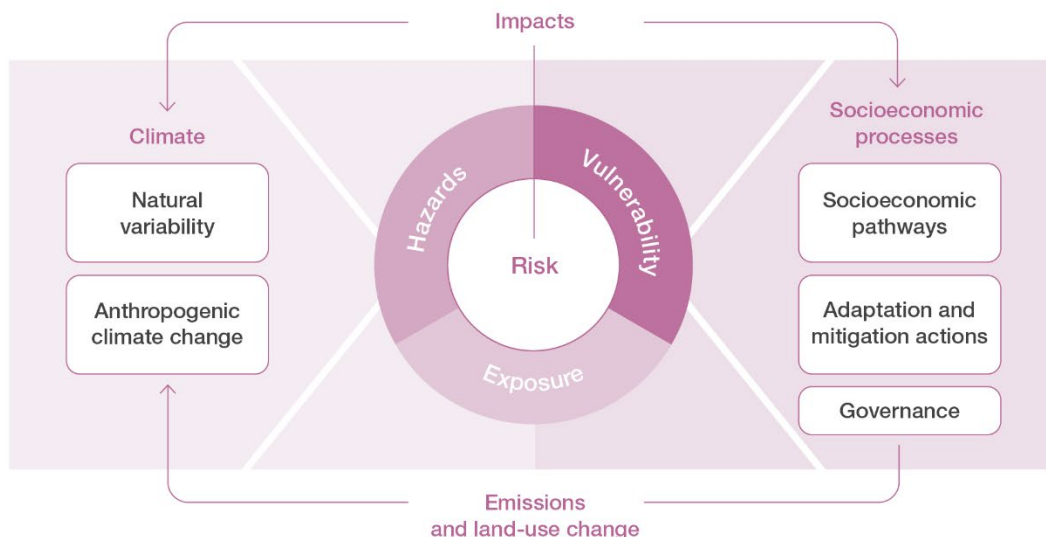 Impacts
Climate
Natural
variability
Anthropogenic
climate change
Hazards
Vulnerability
Risk
Exposure
Socioeconomic
processes
Socioeconomic
pathways
Adaptation and
mitigation actions
Governance
Emissions
and land-use change